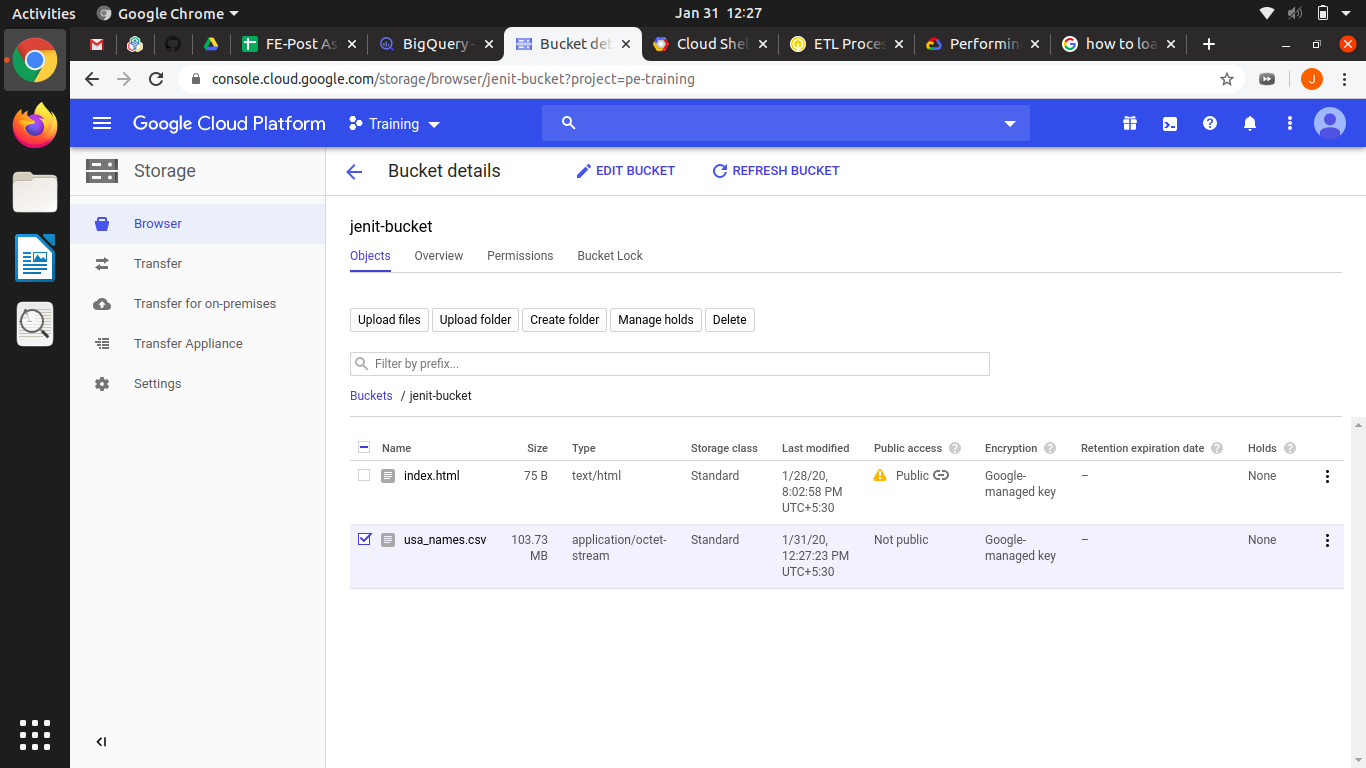 Activities Google Chrome Jan 31 12:27
FE-Post As BigQuery - Bucket det Cloud Shel ETL Proces Performin how to loa
console.cloud.google.com/storage/browser/jenit-bucket?project=pe-training J
Google Cloud Platform Training
Storage Bucket details EDIT BUCKET REFRESH BUCKET
Browser
Transfer
Transfer for on-premises
Transfer Appliance
Settings
jenit-bucket
Objects Overview Permissions Bucket Lock
Upload files Upload folder Create folder Manage holds Delete
Filter by prefix...
Buckets / jenit-bucket
Name Size Type Storage class Last modified Public access Encryption Retention expiration date Holds
index.html 75 B text/html Standard 1/28/20, Public Google- – None
8:02:58 PM managed key
UTC+5:30
usa_names.csv 103.73 application/octet- Standard 1/31/20, Not public Google- – None
MB stream 12:27:23 PM managed key
UTC+5:30